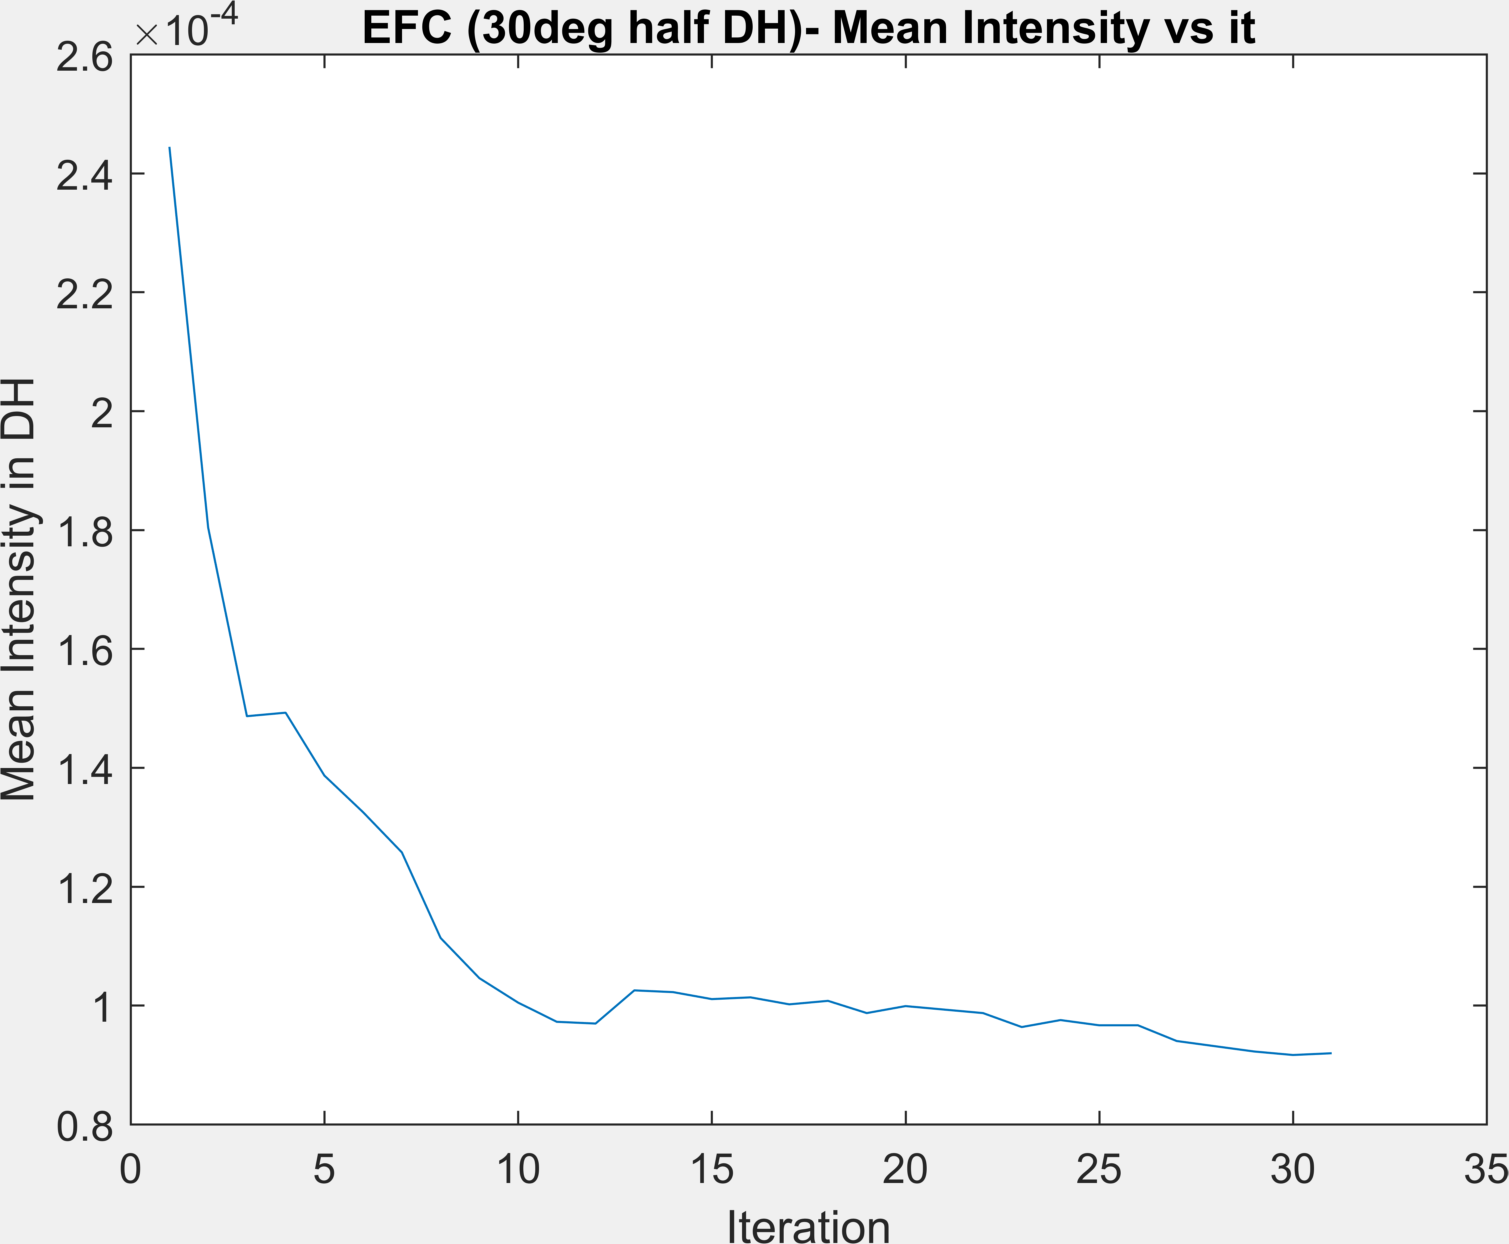 ×10-4
EFC (30deg half DH)- Mean Intensity vs it
2.6
2.4
2.2
2
1.8
1.6
1.4
1.2
1
0.8
Mean Intensity in DH
0 5 10 15 20 25 30 35
Iteration